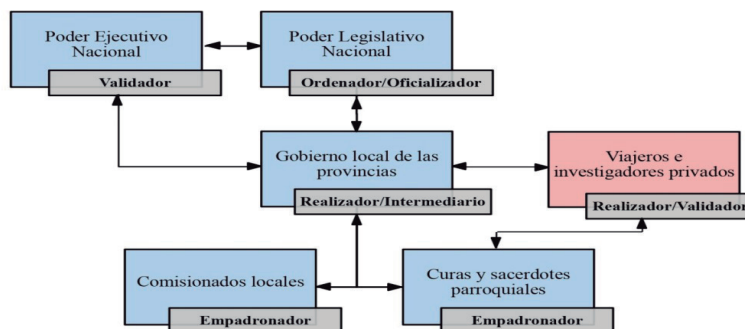 Poder Ejecutivo
Nacional
Validador
Poder Legislativo
Nacional
Ordenador/Oficializador
Gobierno local de las
provincias
Realizador/Intermediario
Viajeros e
investigadores privados
Realizador/Validador
Comisionados locales
Empadronador
Curas y sacerdotes
parroquiales
Empadronador